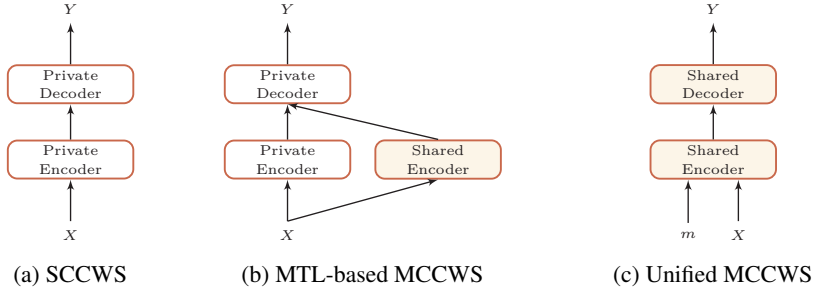 Y
Private
Decoder
Private
Encoder
X
(a) SCCWS
Y
Private
Decoder
Private
Encoder
Shared
Encoder
X
(b) MTL-based MCCWS
Y
Shared
Decoder
Shared
Encoder
m
X
(c) Unified MCCWS